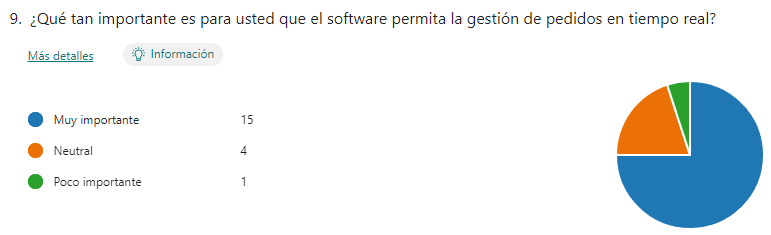 9. ¿Qué tan importante es para usted que el software permita la gestión de pedidos en tiempo real?
Más detalles Información
Muy importante 15
Neutral 4
Poco importante 1